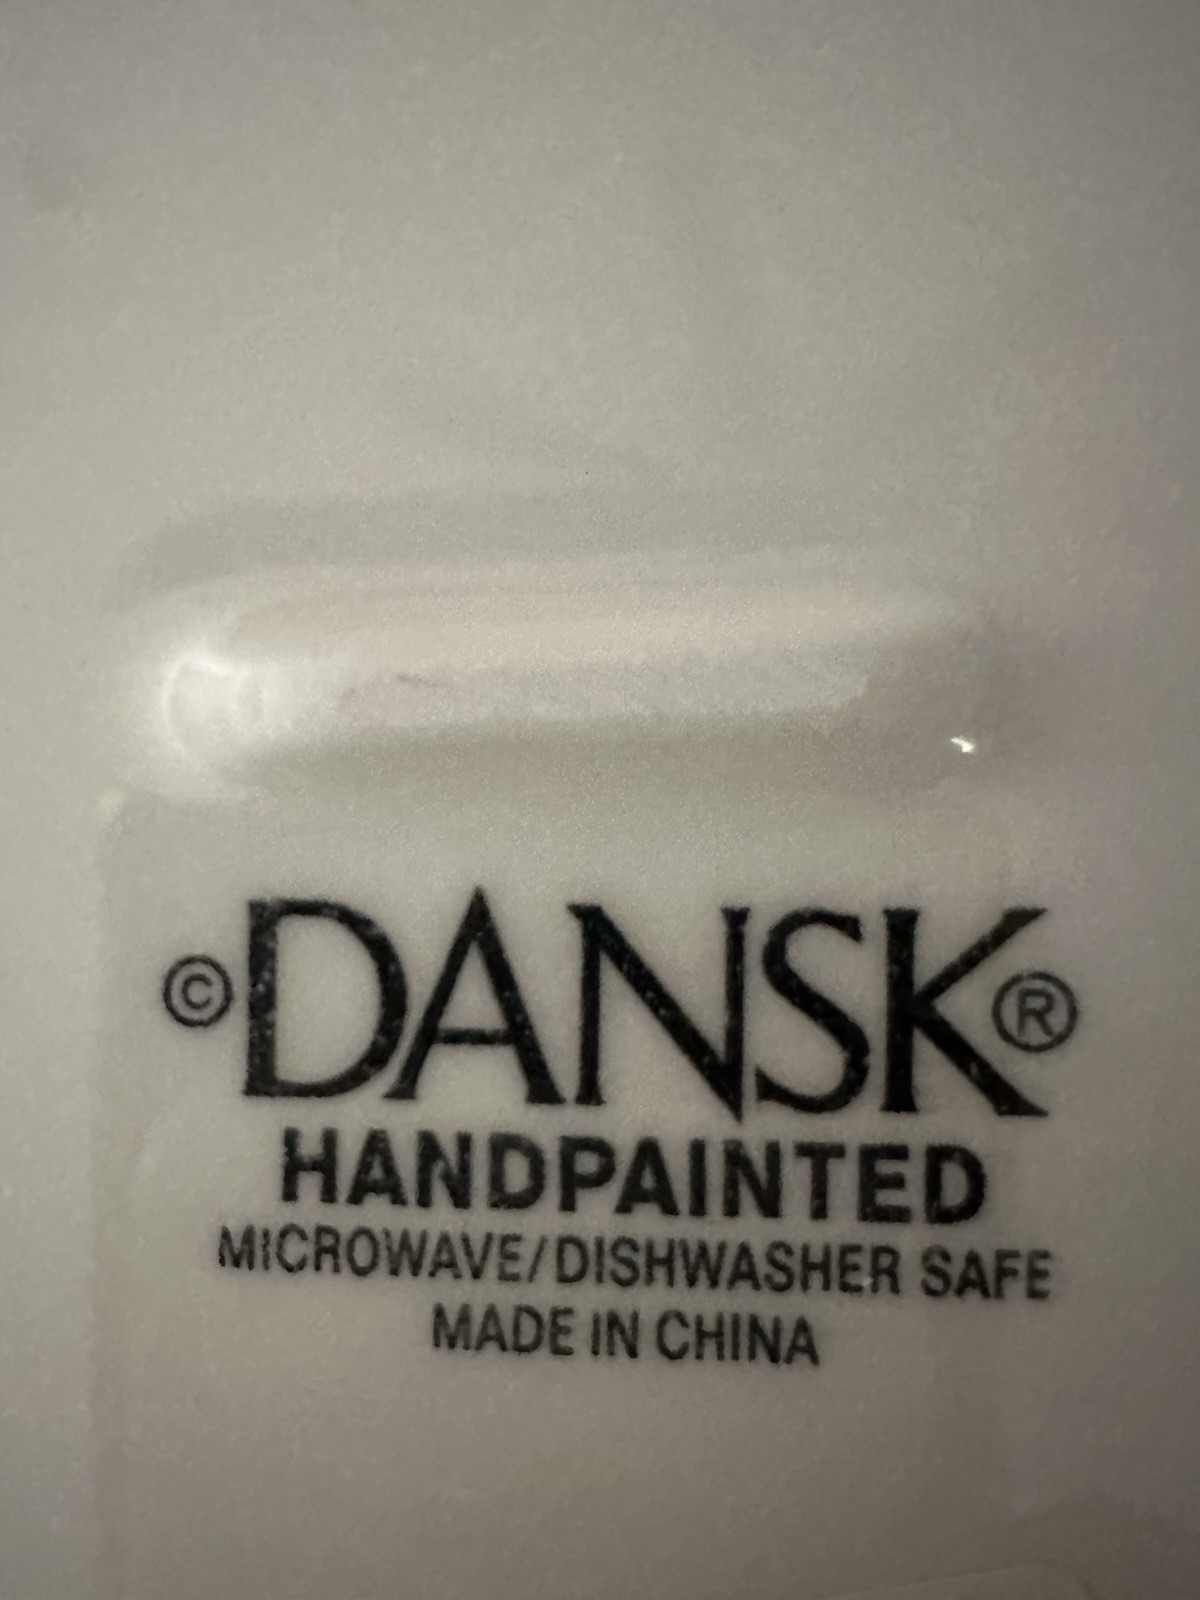 © DANSK ®
HANDPAINTED
MICROWAVE/DISHWASHER SAFE
MADE IN CHINA